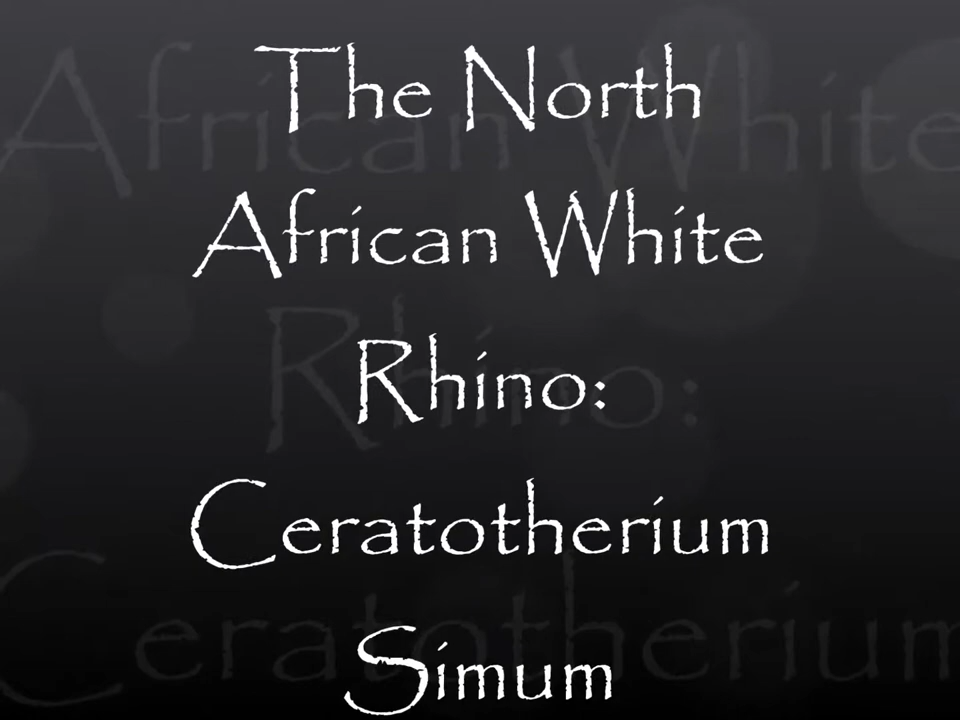 The North
African White
Rhino:
Ceratotherium
Simum